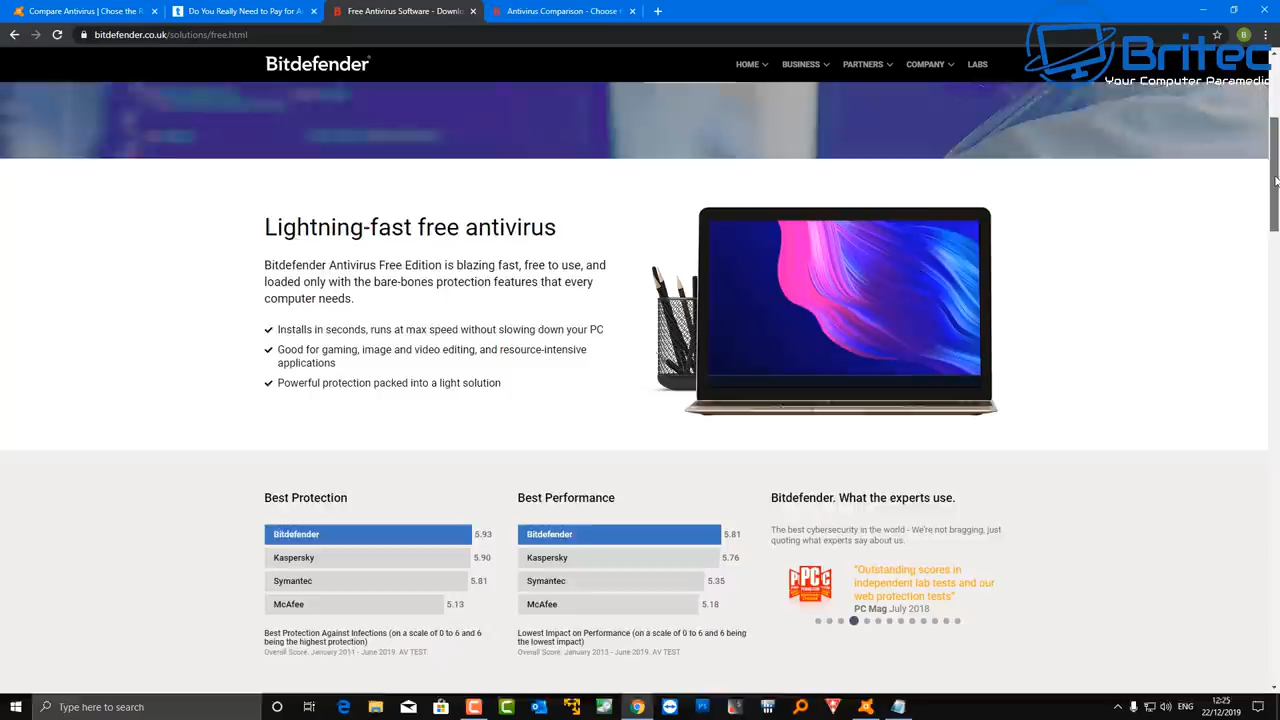 Compare Antivirus | Chose the R
Do You Really Need to Pay for A
Free Antivirus Software - Downlo
Antivirus Comparison - Choose t
bitdefender.co.uk/solutions/free.html
B
Britec
Your Computer Paramedic
Bitdefender
HOME
BUSINESS
PARTNERS
COMPANY
LABS
Lightning-fast free antivirus
Bitdefender Antivirus Free Edition is blazing fast, free to use, and
loaded only with the bare-bones protection features that every
computer needs.
Installs in seconds, runs at max speed without slowing down your PC
Good for gaming, image and video editing, and resource-intensive
applications
Powerful protection packed into a light solution
Best Protection
Bitdefender 5.93
Kaspersky 5.90
Symantec 5.81
McAfee 5.13
Best Protection Against Infections (on a scale of 0 to 6 and 6
being the highest protection)
Overall Score. January 2011 - June 2019. AV TEST
Best Performance
Bitdefender 5.81
Kaspersky 5.76
Symantec 5.35
McAfee 5.18
Lowest Impact on Performance (on a scale of 0 to 6 and 6 being
the lowest impact)
Overall Score. January 2013 - June 2019. AV TEST
Bitdefender. What the experts use.
The best cybersecurity in the world - We're not bragging, just
quoting what experts say about us.
"Outstanding scores in
independent lab tests and our
web protection tests"
PC Mag July 2018
Type here to search
ENG
12:25
22/12/2019